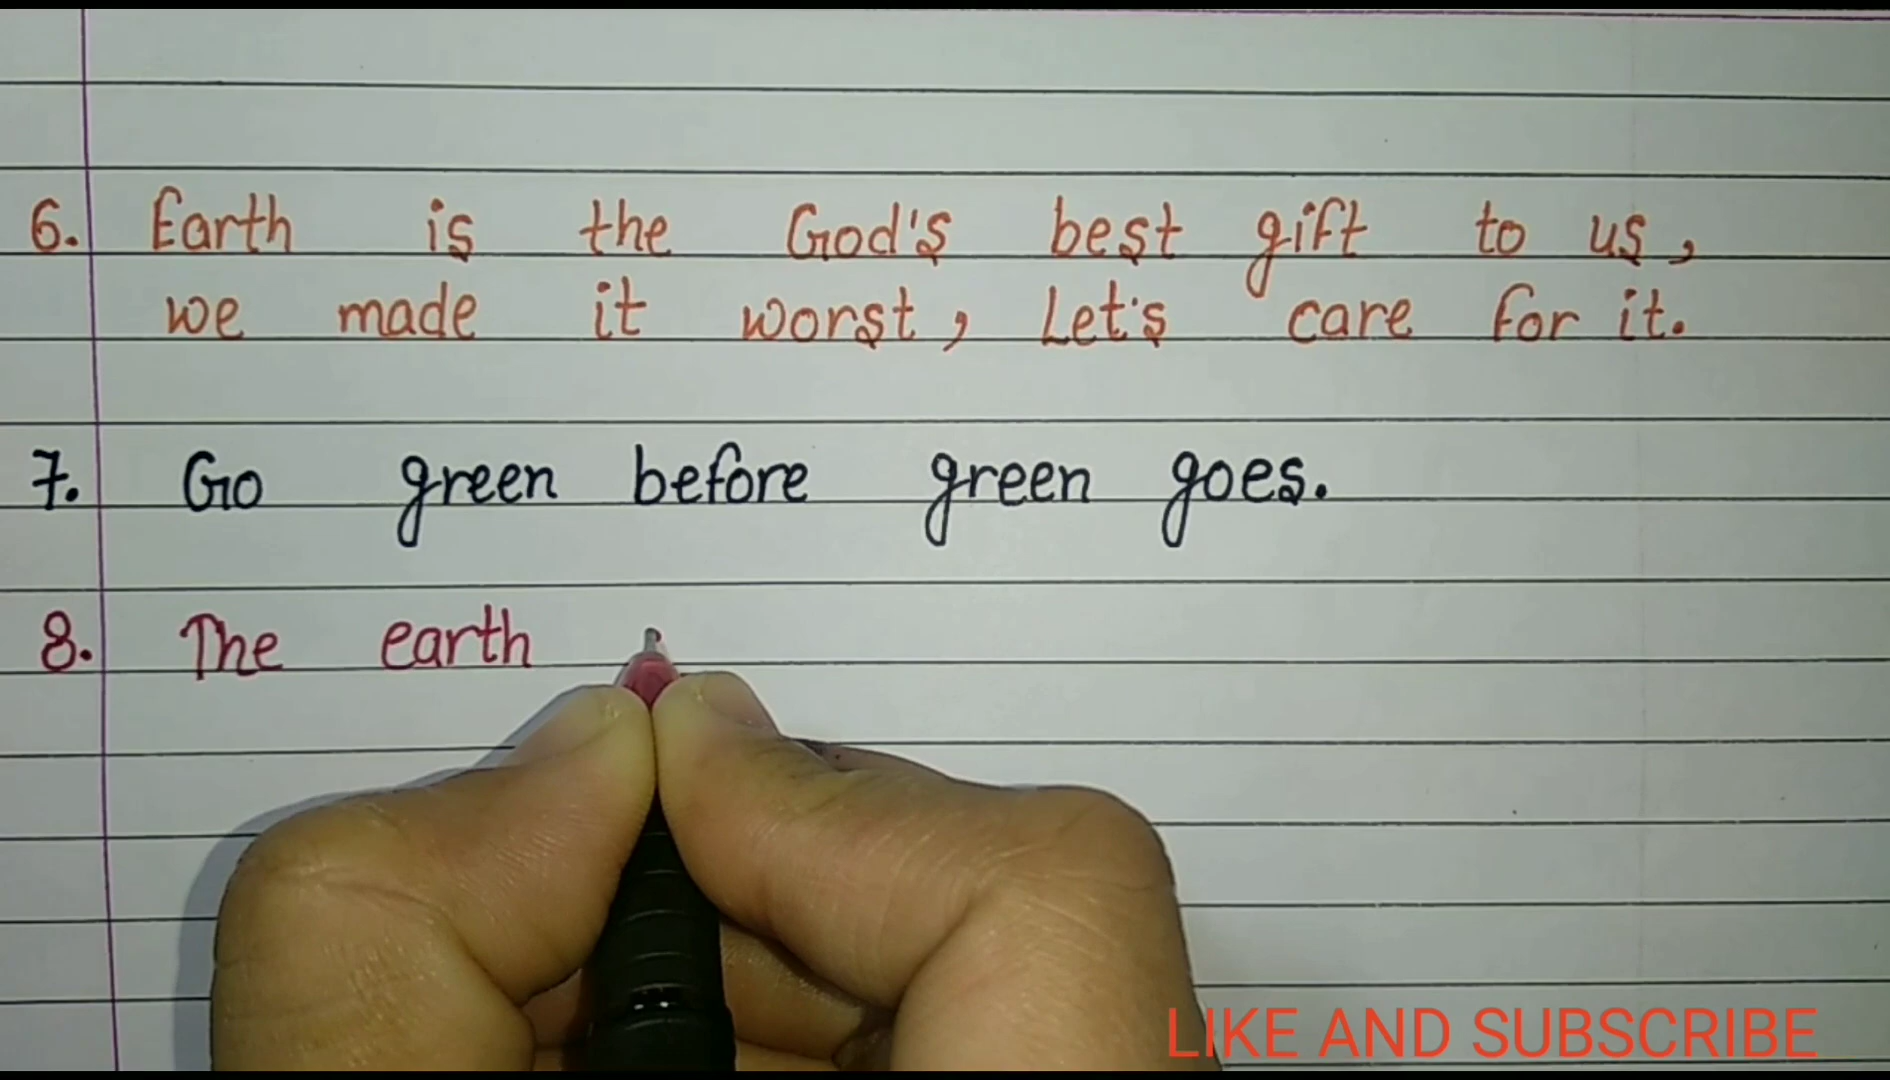 6. Earth is the God's best gift to us,
we made it worst, Let's care for it.
7. Go green before green goes.
8. The earth
LIKE AND SUBSCRIBE